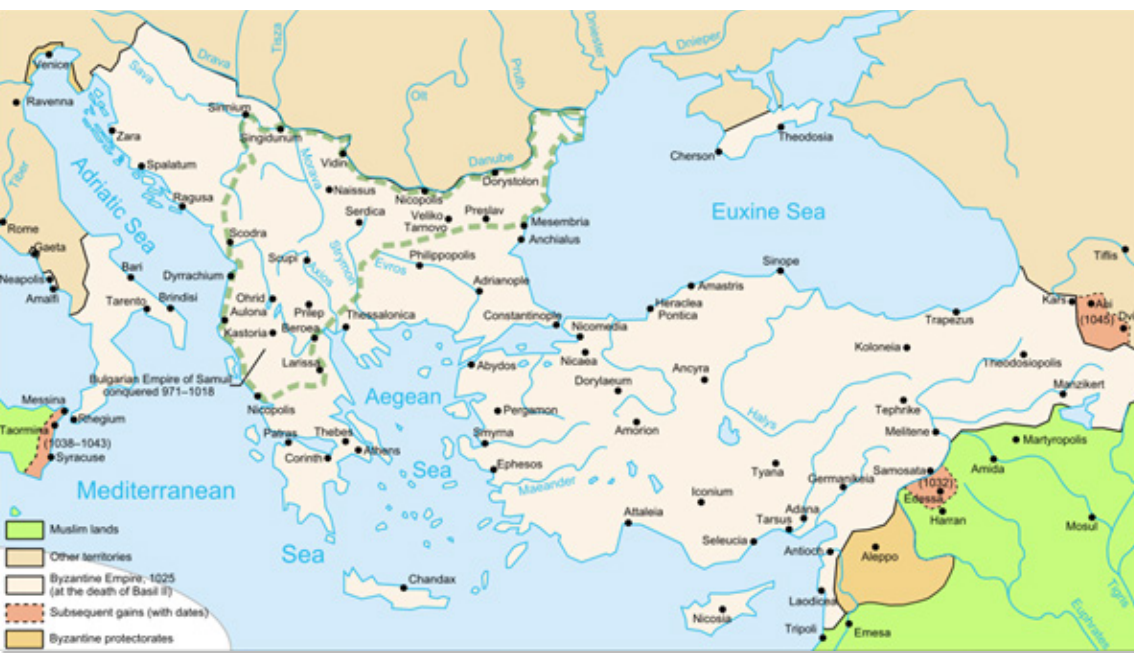 Venice
Ravenna
Tiber
Rome
Gaeta
Neapolis
Amalfi
Adriatic Sea
Zara
Spalatum
Ragusa
Sava
Drava
Tisza
Sirmium
Singidunum
Morava
Vidin
Naissus
Olt
Pruth
Dniester
Dnieper
Danube
Nicopolis
Dorystolon
Serdica
Veliko
Tarnovo
Preslav
Mesembria
Anchialus
Cherson
Theodosia
Euxine Sea
Scodra
Scupi
Axios
Strymon
Evros
Philippopolis
Adrianople
Dyrrachium
Bari
Tarento
Brindisi
Ohrid
Aulona
Prilep
Kastoria
Beroea
Thessalonica
Larissa
Constantinople
Nicomedia
Heraclea
Pontica
Amastris
Sinope
Trapezus
Tiflis
Kars
Ani
(1045)
Nicaea
Abydos
Dorylaeum
Ancyra
Koloneia
Theodosiopolis
Manzikert
Bulgarian Empire of Samuil
conquered 971–1018
Nicopolis
Aegean
Sea
Pergamon
Smyrna
Ephesos
Maeander
Amorion
Halys
Tephrike
Melitene
Martyropolis
Amida
Samosata
(1032)
Edessa
Harran
Mosul
Tigris
Euphrates
Tyana
Germanikeia
Iconium
Adana
Tarsus
Attaleia
Seleucia
Antioch
Aleppo
Laodicea
Tripoli
Emesa
Nicosia
Messina
Rhegium
Taormina
(1038–1043)
Syracuse
Patras
Thebes
Corinth
Athens
Mediterranean
Sea
Chandax
Muslim lands
Other territories
Byzantine Empire, 1025
(at the death of Basil II)
Subsequent gains (with dates)
Byzantine protectorates